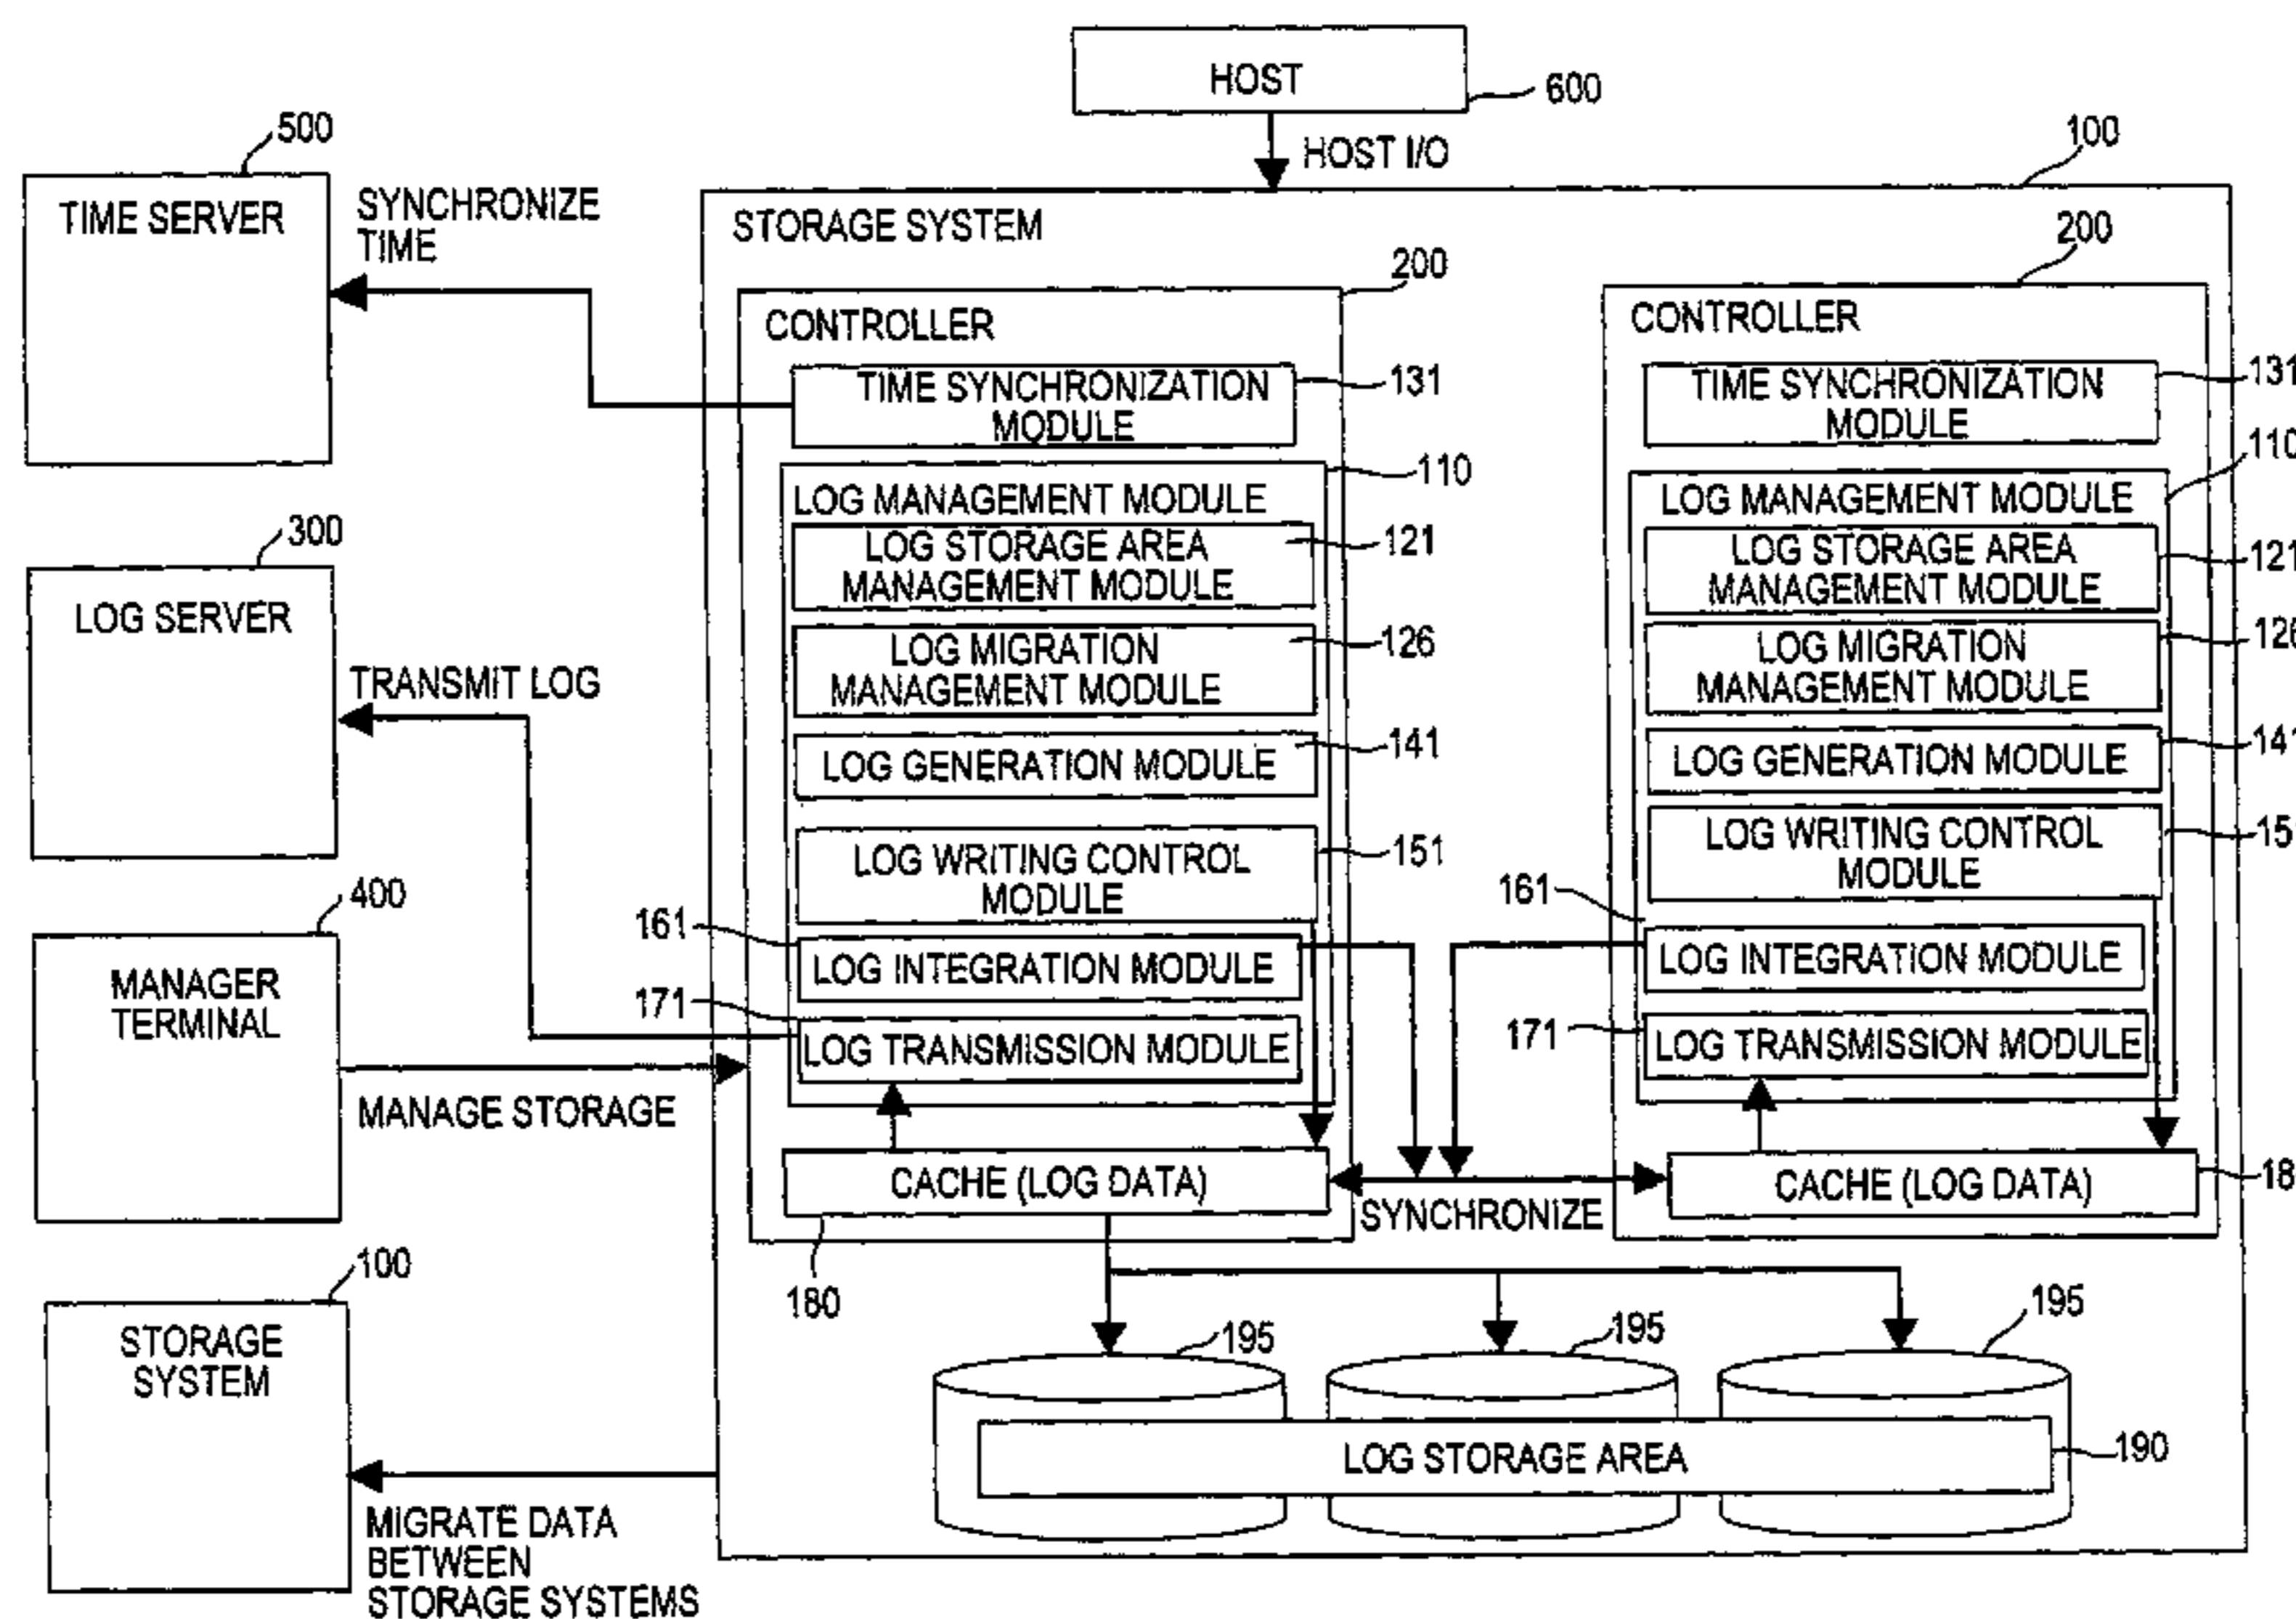 HOST
600
HOST I/O
100
500
TIME SERVER
SYNCHRONIZE
TIME
STORAGE SYSTEM
200
CONTROLLER
TIME SYNCHRONIZATION
MODULE
131
110
LOG MANAGEMENT MODULE
LOG STORAGE AREA
MANAGEMENT MODULE
121
LOG MIGRATION
MANAGEMENT MODULE
126
LOG GENERATION MODULE
141
LOG WRITING CONTROL
MODULE
151
161
LOG INTEGRATION MODULE
171
LOG TRANSMISSION MODULE
CACHE (LOG DATA)
180
200
CONTROLLER
TIME SYNCHRONIZATION
MODULE
131
110
LOG MANAGEMENT MODULE
LOG STORAGE AREA
MANAGEMENT MODULE
121
LOG MIGRATION
MANAGEMENT MODULE
126
LOG GENERATION MODULE
141
LOG WRITING CONTROL
MODULE
15
161
LOG INTEGRATION MODULE
171
LOG TRANSMISSION MODULE
CACHE (LOG DATA)
18
SYNCHRONIZE
300
LOG SERVER
TRANSMIT LOG
400
MANAGER
TERMINAL
MANAGE STORAGE
100
STORAGE
SYSTEM
MIGRATE DATA
BETWEEN
STORAGE SYSTEMS
195
195
195
LOG STORAGE AREA
190